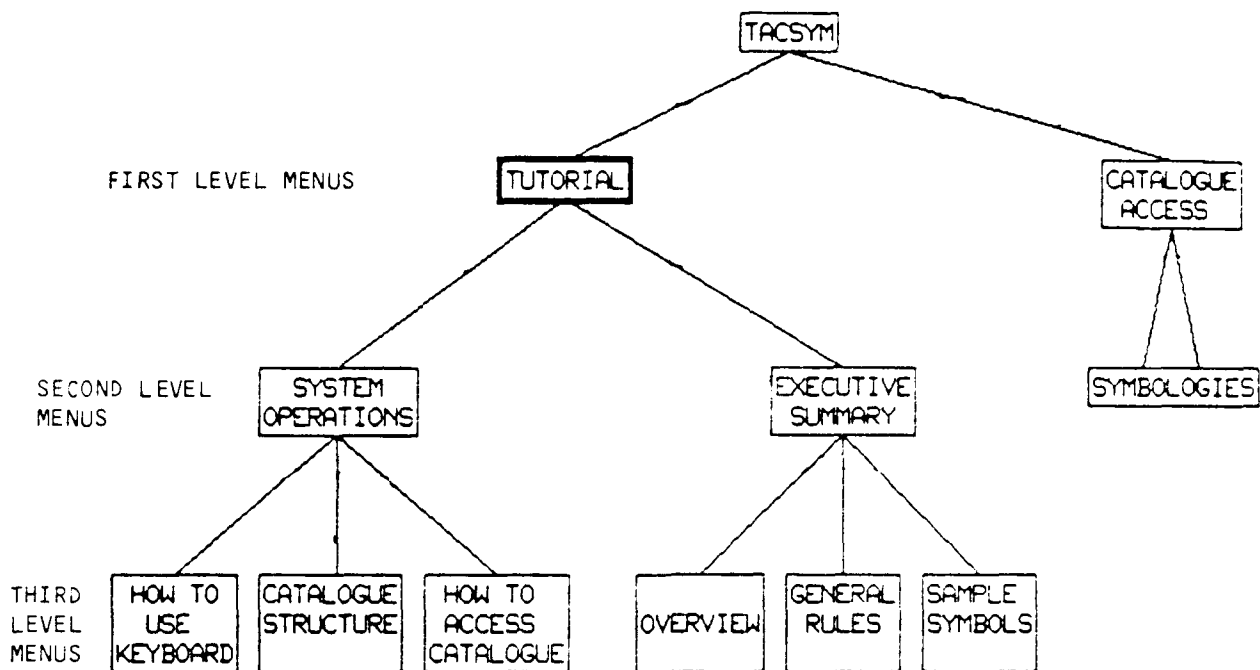 TACSYM
FIRST LEVEL MENUS
TUTORIAL
CATALOGUE
ACCESS
SECOND LEVEL
MENUS
SYSTEM
OPERATIONS
EXECUTIVE
SUMMARY
SYMBOLOGIES
THIRD
LEVEL
MENUS
HOW TO
USE
KEYBOARD
CATALOGUE
STRUCTURE
HOW TO
ACCESS
CATALOGUE
OVERVIEW
GENERAL
RULES
SAMPLE
SYMBOLS